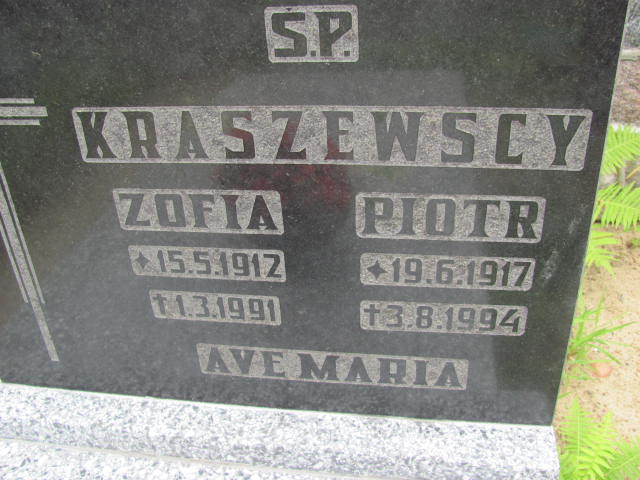 S.P.
KRASZEWSCY
ZOFIA PIOTR
✦15.5.1912 ✦19.6.1917
†1.3.1991 †3.8.1994
AVE MARIA